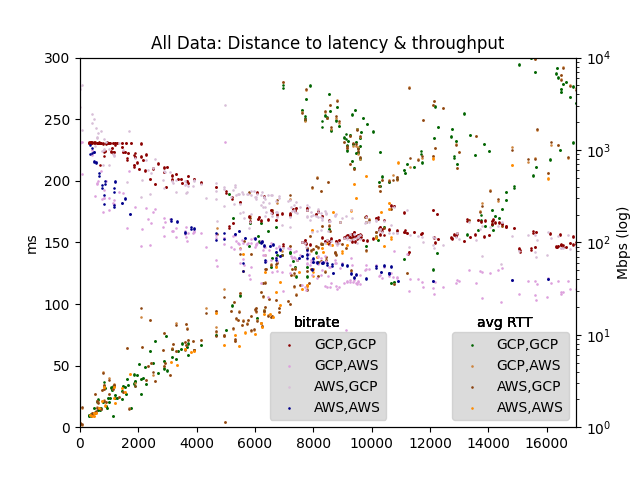 All Data: Distance to latency & throughput
300
250
200
150
100
50
0
ms
10^4
10^3
10^2
10^1
10^0
Mbps (log)
bitrate
GCP,GCP
GCP,AWS
AWS,GCP
AWS,AWS
avg RTT
GCP,GCP
GCP,AWS
AWS,GCP
AWS,AWS
0 2000 4000 6000 8000 10000 12000 14000 16000